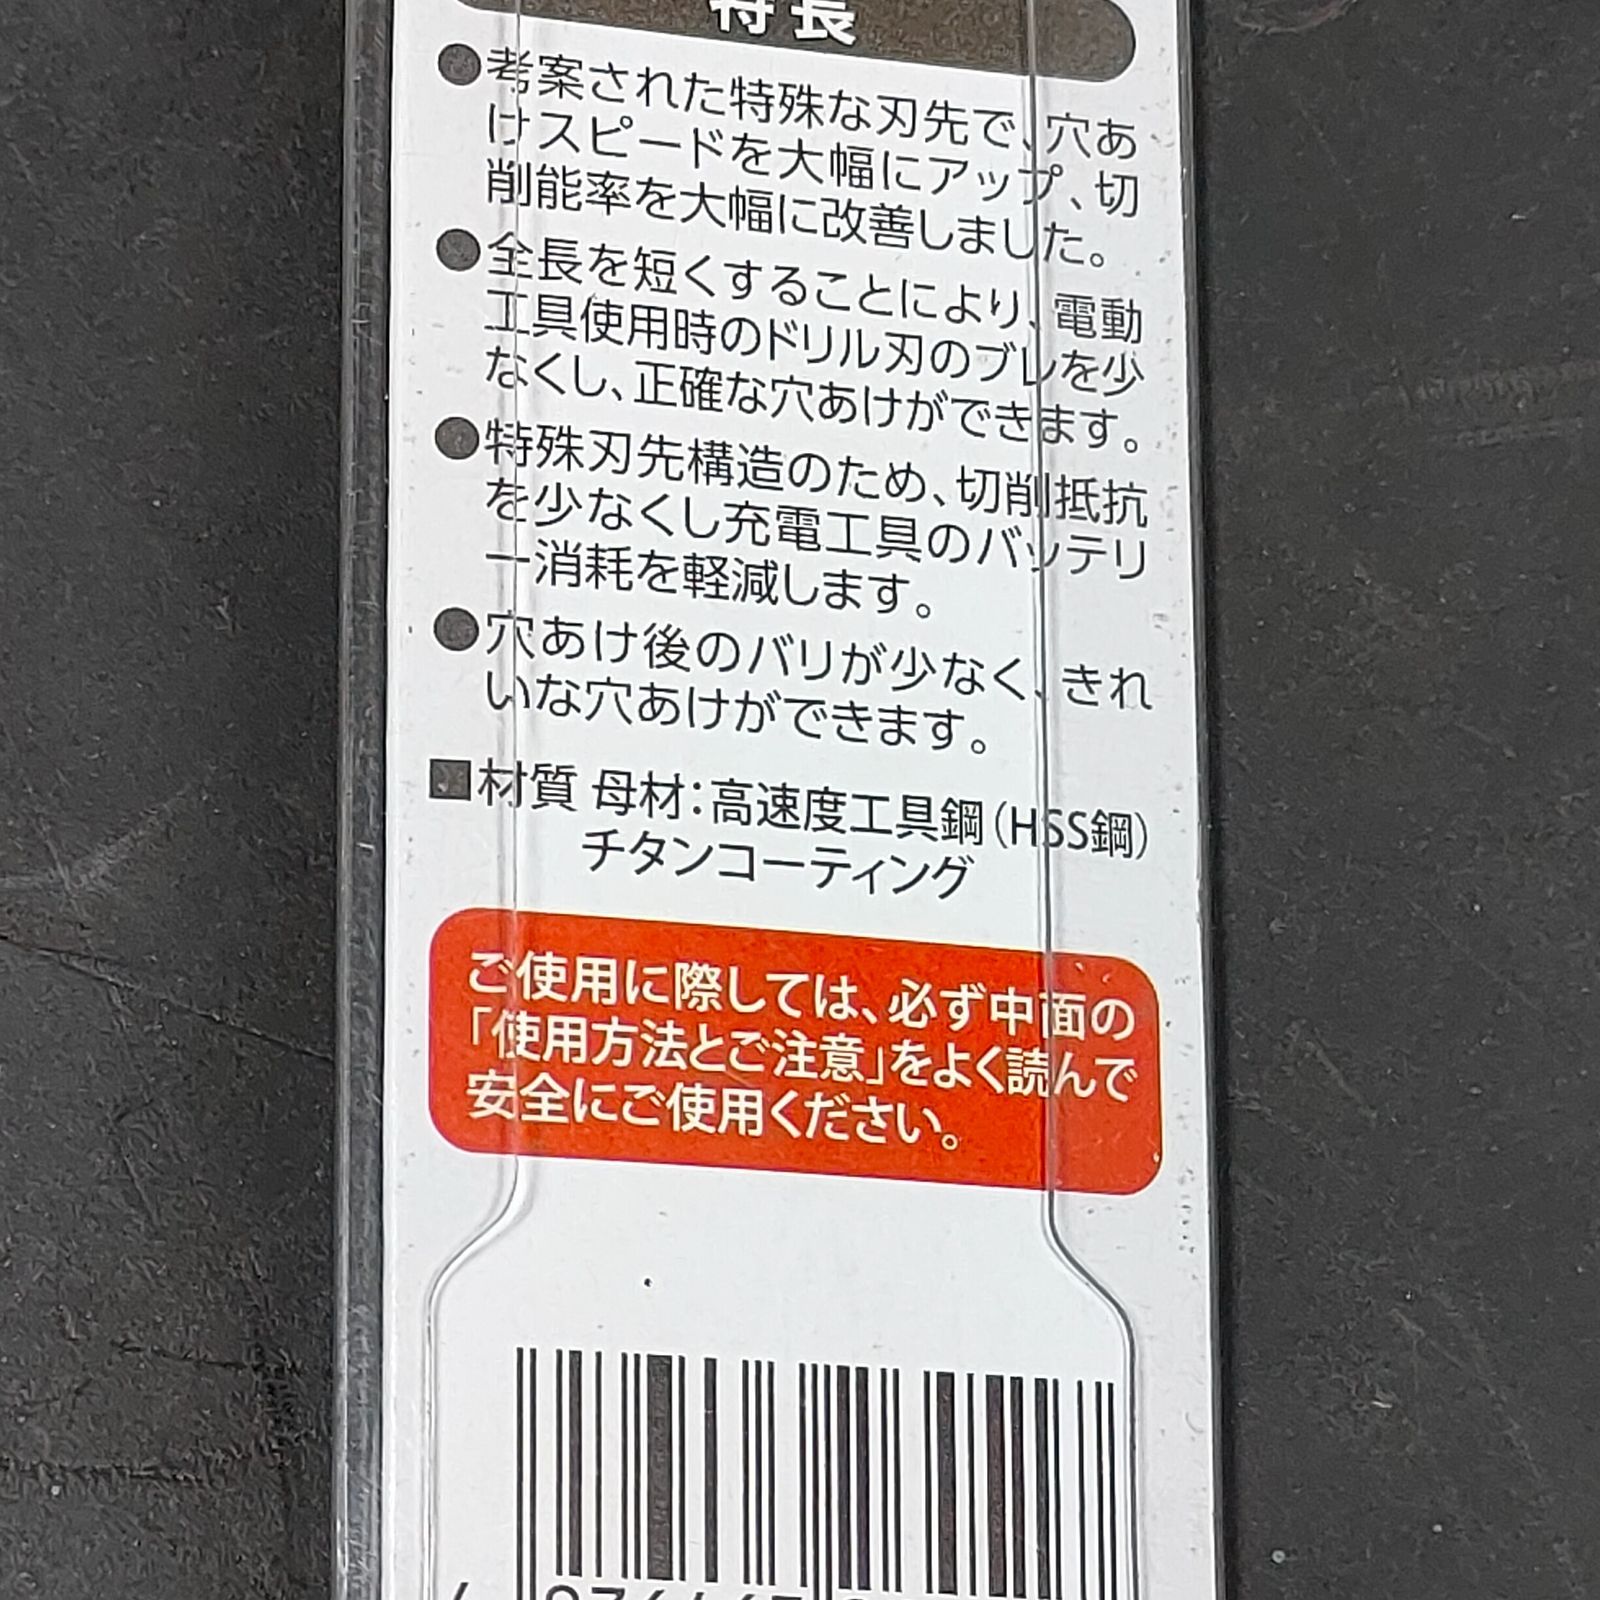 特長
●考案された特殊な刃先で、穴あ
けスピードを大幅にアップ、切
削能率を大幅に改善しました。
●全長を短くすることにより、電動
工具使用時のドリル刃のブレを少
なくし、正確な穴あけができます。
●特殊刃先構造のため、切削抵抗
を少なくし充電工具のバッテリ
ー消耗を軽減します。
●穴あけ後のバリが少なく、きれ
いな穴あけができます。
■材質 母材：高速度工具鋼（HSS鋼）
チタンコーティング
ご使用に際しては、必ず中面の
「使用方法とご注意」をよく読んで
安全にご使用ください。